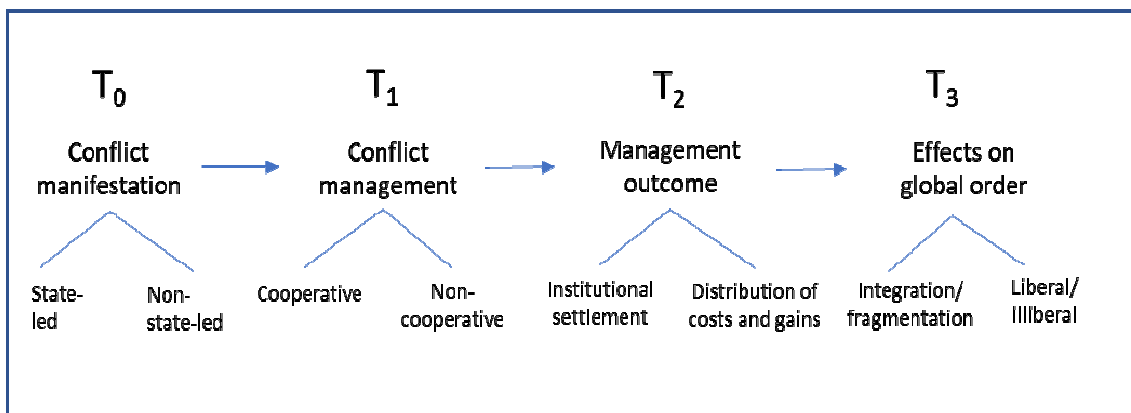 T0
T1
T2
T3
Conflict
manifestation
Conflict
management
Management
outcome
Effects on
global order
State-
led
Non-
state-led
Cooperative
Non-
cooperative
Institutional
settlement
Distribution of
costs and gains
Integration/
fragmentation
Liberal/
illiberal